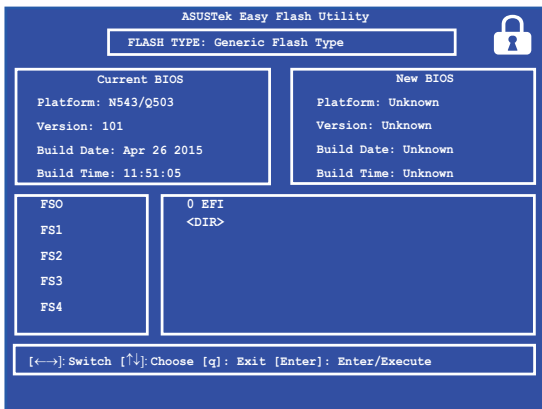 ASUSTek Easy Flash Utility
FLASH TYPE: Generic Flash Type
Current BIOS
Platform: N543/Q503
Version: 101
Build Date: Apr 26 2015
Build Time: 11:51:05
New BIOS
Platform: Unknown
Version: Unknown
Build Date: Unknown
Build Time: Unknown
FSO
FS1
FS2
FS3
FS4
0 EFI
<DIR>
[←→]: Switch [↑↓]: Choose [q]: Exit [Enter]: Enter/Execute